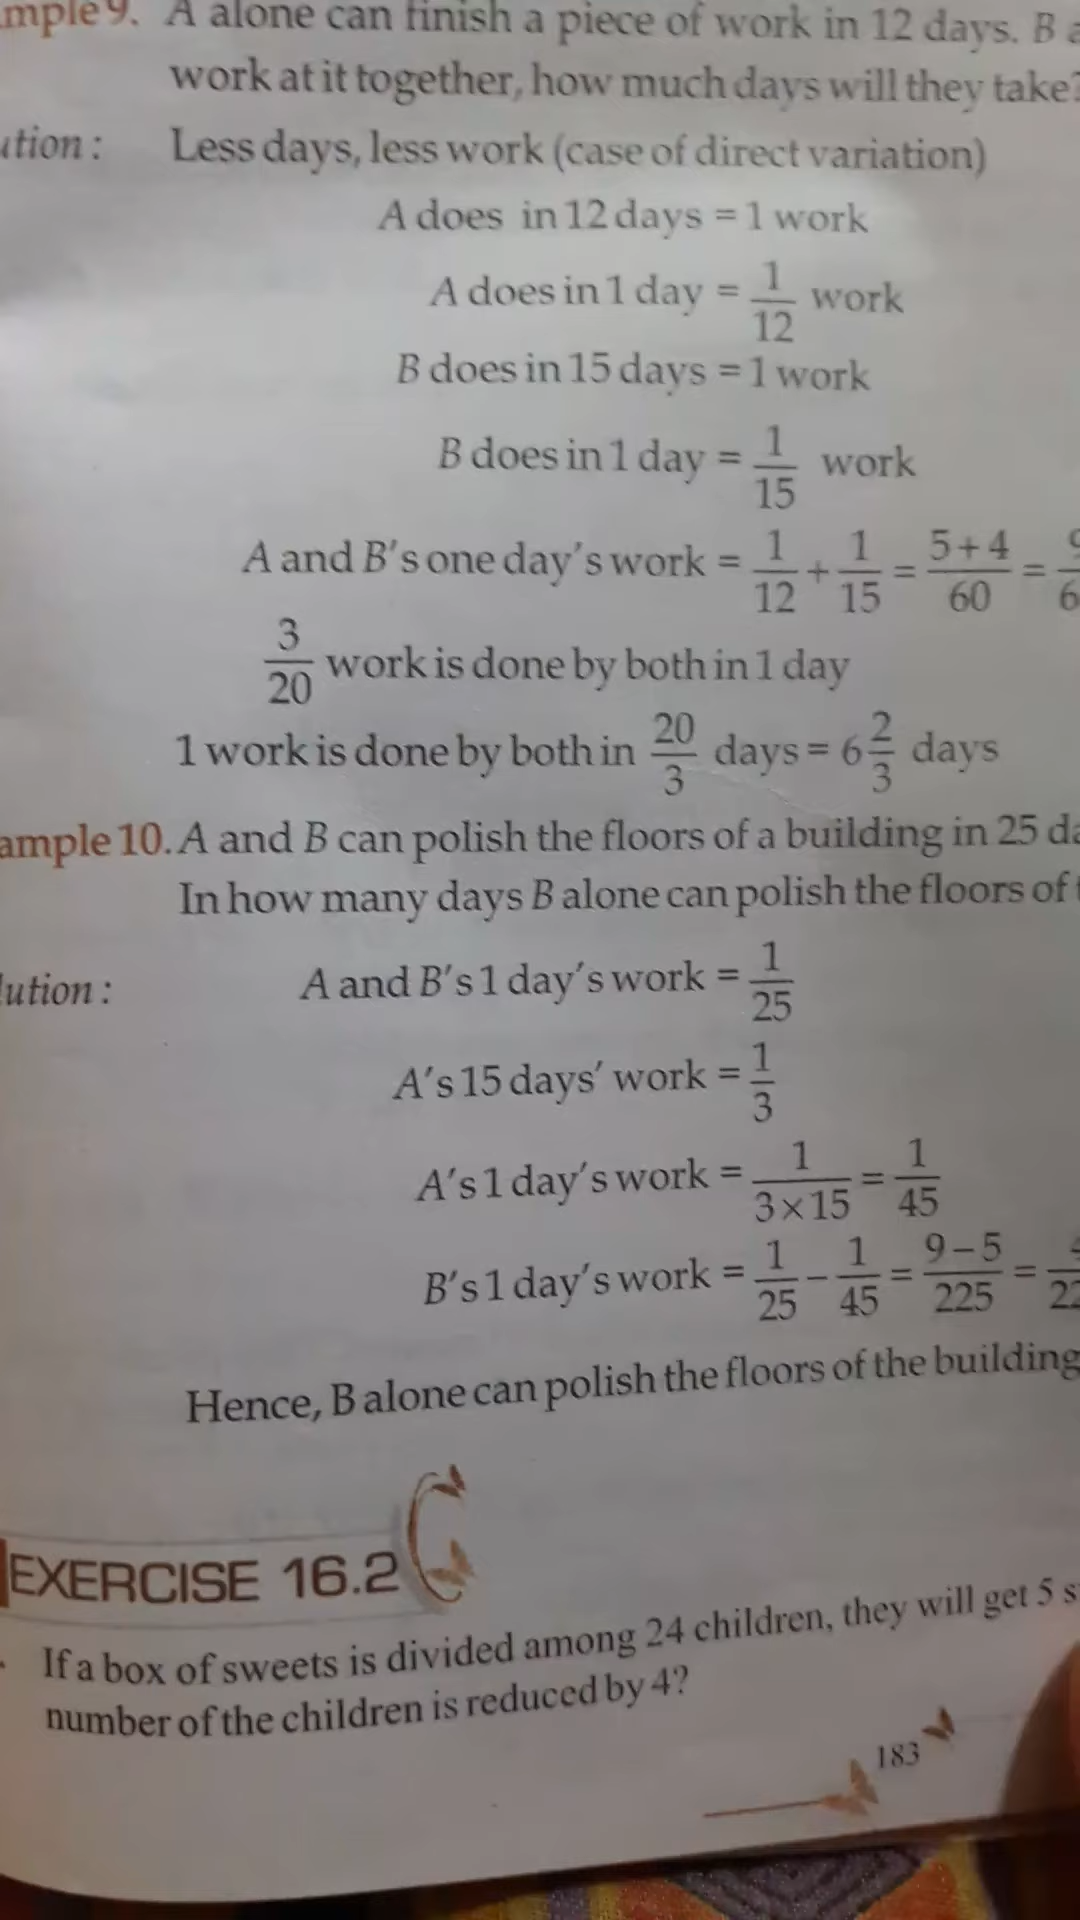 mple 9. A alone can finish a piece of work in 12 days. B
work at it together, how much days will they take?
ution : Less days, less work (case of direct variation)
A does in 12 days = 1 work
A does in 1 day = 1/12 work
B does in 15 days = 1 work
B does in 1 day = 1/15 work
A and B's one day's work = 1/12 + 1/15 = (5+4)/60 =
3/20 work is done by both in 1 day
1 work is done by both in 20/3 days = 6 2/3 days
ample 10. A and B can polish the floors of a building in 25 da
In how many days B alone can polish the floors of
lution : A and B's 1 day's work = 1/25
A's 15 days' work = 1/3
A's 1 day's work = 1/(3×15) = 1/45
B's 1 day's work = 1/25 − 1/45 = (9−5)/225 =
Hence, B alone can polish the floors of the building
EXERCISE 16.2
If a box of sweets is divided among 24 children, they will get 5 s
number of the children is reduced by 4?
183